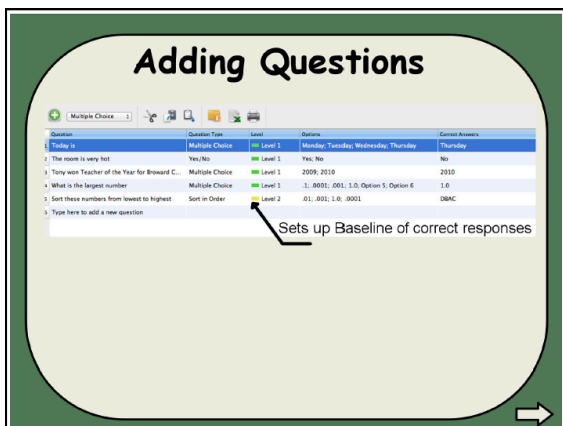 Adding Questions
Multiple Choice
Question Question Type Level Options Correct Answers
1 Today is Multiple Choice Level 1 Monday; Tuesday; Wednesday; Thursday Thursday
2 The room is very hot Yes/No Level 1 Yes; No No
3 Tony won Teacher of the Year for Broward C... Multiple Choice Level 1 2009; 2010 2010
4 What is the largest number Multiple Choice Level 1 .1; .0001; .001; 1.0; Option 5; Option 6 1.0
5 Sort these numbers from lowest to highest Sort in Order Level 2 .01; .001; 1.0; .0001 DBAC
Type here to add a new question
Sets up Baseline of correct responses